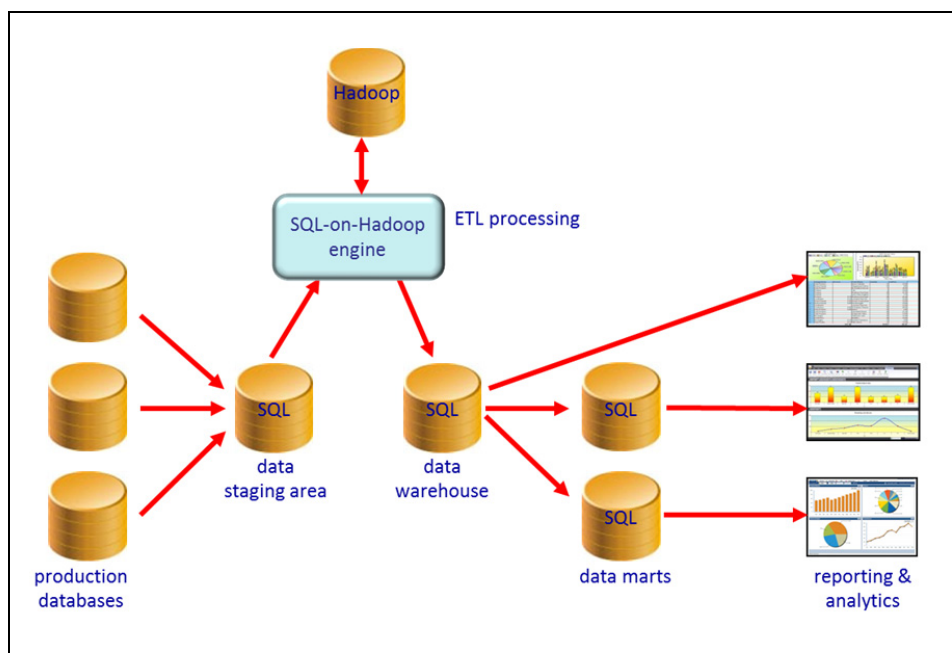 Hadoop
SQL-on-Hadoop
engine
ETL processing
SQL
SQL
SQL
SQL
data
staging area
data
warehouse
production
databases
data marts
reporting &
analytics